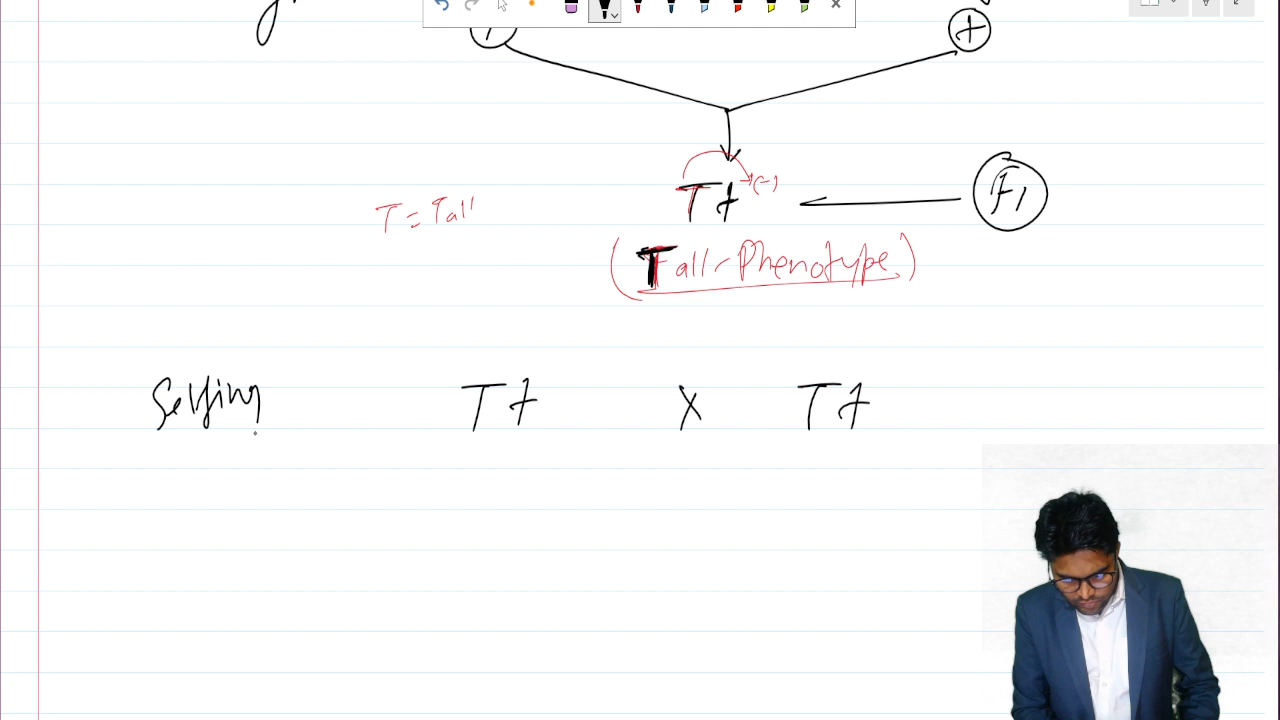 t
Tt (-) F1
T = Tall
(Tall - Phenotype)
Selfing Tt X Tt